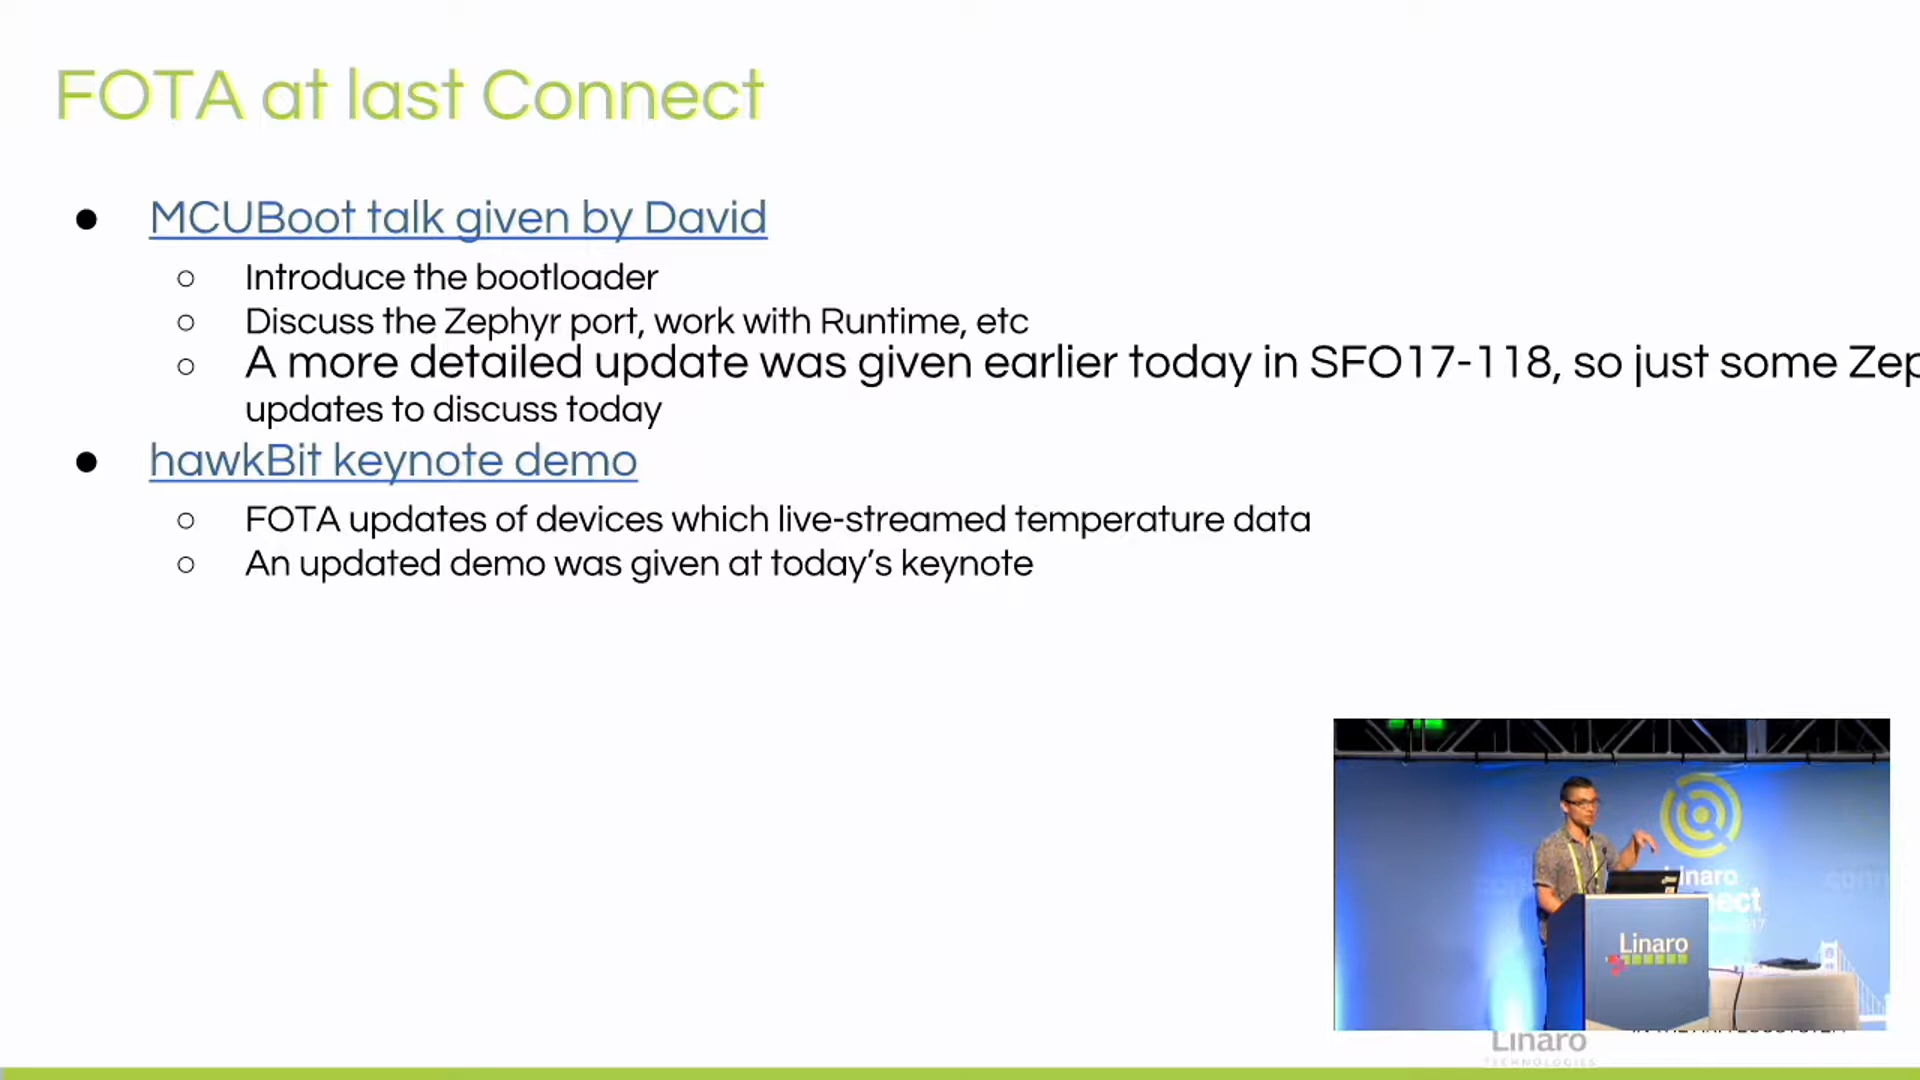 FOTA at last Connect
● MCUBoot talk given by David
○ Introduce the bootloader
○ Discuss the Zephyr port, work with Runtime, etc
○ A more detailed update was given earlier today in SFO17-118, so just some Zep
updates to discuss today
● hawkBit keynote demo
○ FOTA updates of devices which live-streamed temperature data
○ An updated demo was given at today's keynote
Linaro
Linaro
TECHNOLOGIES